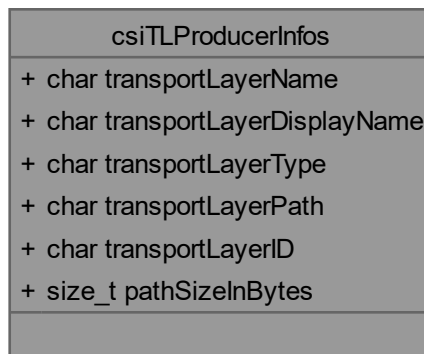 csiTLProducerInfos
+ char transportLayerName
+ char transportLayerDisplayName
+ char transportLayerType
+ char transportLayerPath
+ char transportLayerID
+ size_t pathSizeInBytes